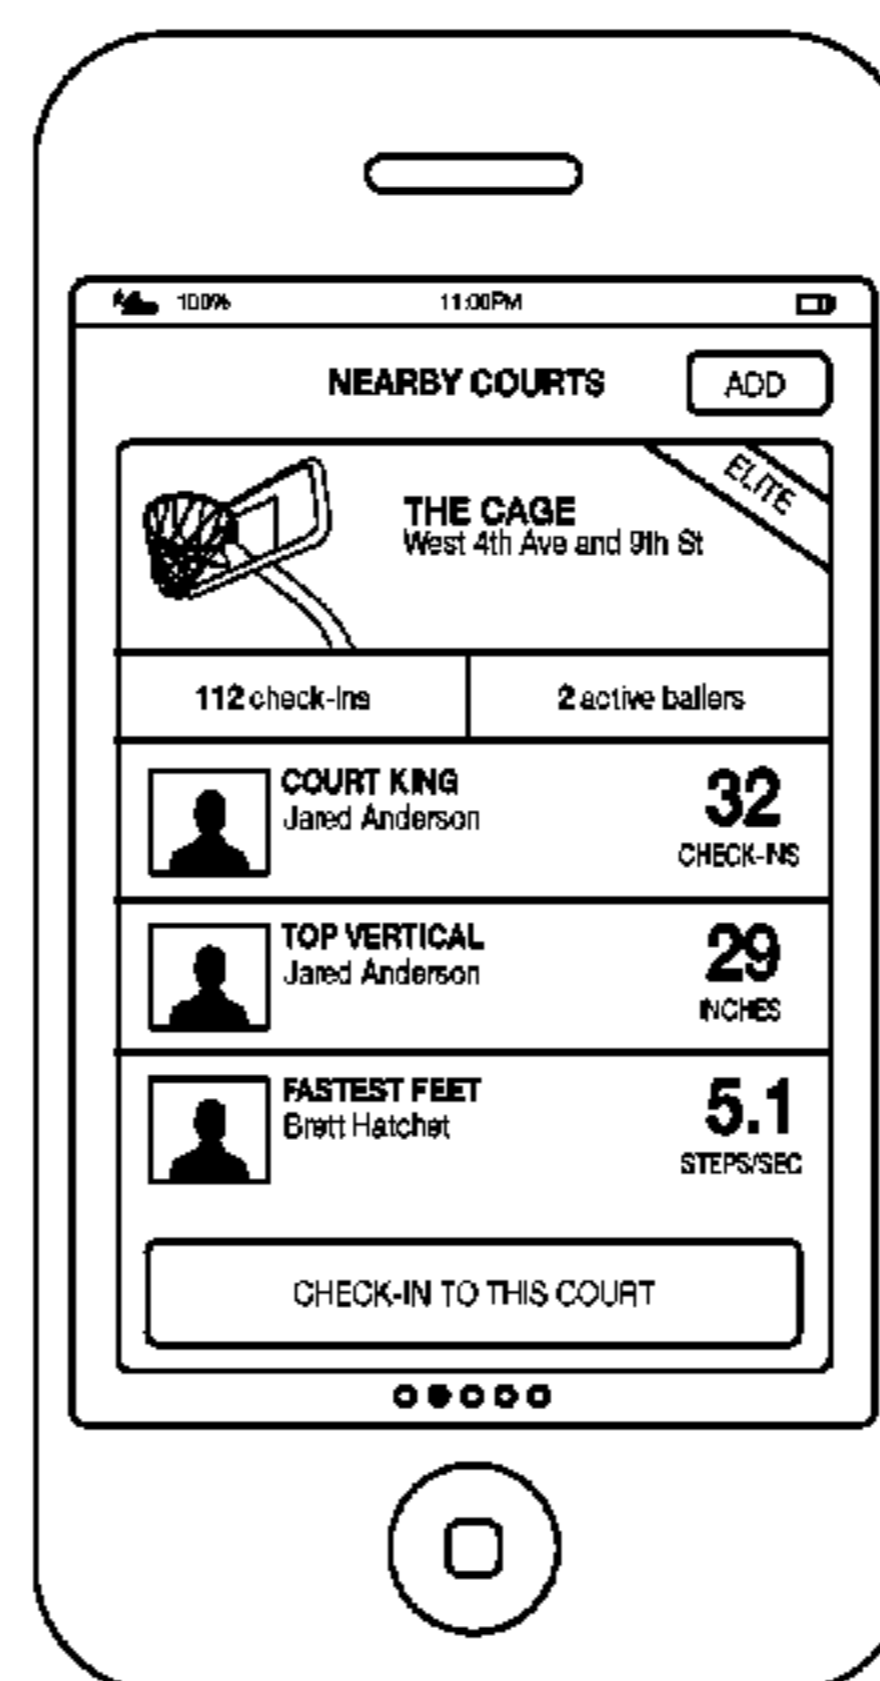 100% 11:00PM
NEARBY COURTS ADD
ELITE
THE CAGE
West 4th Ave and 9th St
112 check-ins 2 active ballers
COURT KING
Jared Anderson
32
CHECK-INS
TOP VERTICAL
Jared Anderson
29
INCHES
FASTEST FEET
Brett Hatchet
5.1
STEPS/SEC
CHECK-IN TO THIS COURT